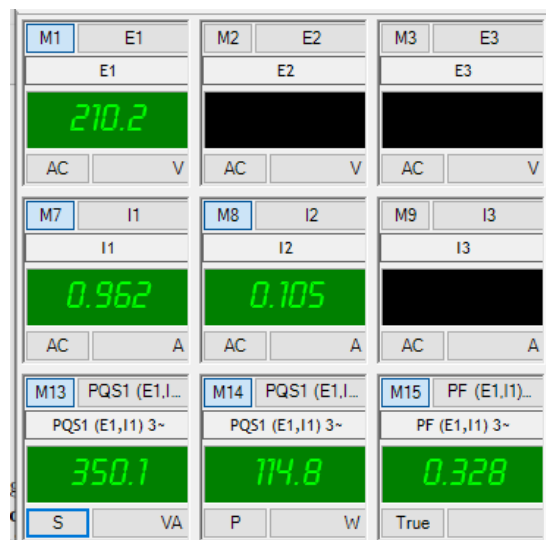 M1 E1 M2 E2 M3 E3
E1 E2 E3
210.2
AC V AC V AC V
M7 I1 M8 I2 M9 I3
I1 I2 I3
0.962 0.105
AC A AC A AC A
M13 PQS1 (E1,I... M14 PQS1 (E1,I... M15 PF (E1,I1)...
PQS1 (E1,I1) 3~ PQS1 (E1,I1) 3~ PF (E1,I1) 3~
350.1 114.8 0.328
S VA P W True